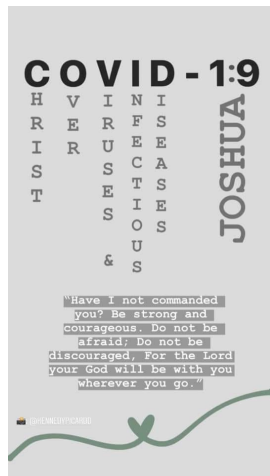 COVID-1:9
HRIST
VER
IRUSES &
NFECTIOUS
ISEASES
JOSHUA
"Have I not commanded
you? Be strong and
courageous. Do not be
afraid; Do not be
discouraged, For the Lord
your God will be with you
wherever you go."